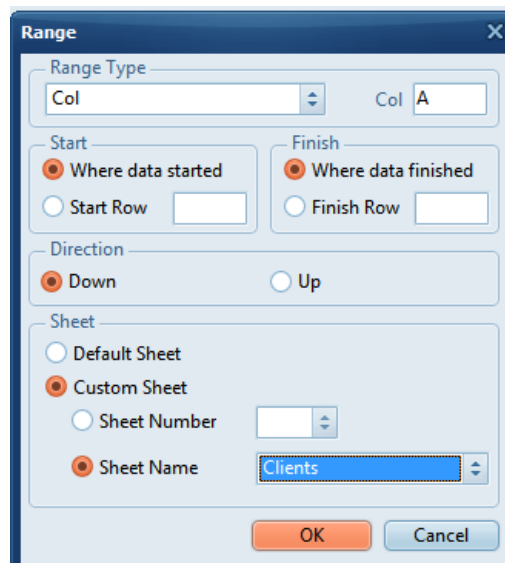 Range
Range Type
Col
Col A
Start
Where data started
Start Row
Finish
Where data finished
Finish Row
Direction
Down
Up
Sheet
Default Sheet
Custom Sheet
Sheet Number
Sheet Name
Clients
OK
Cancel